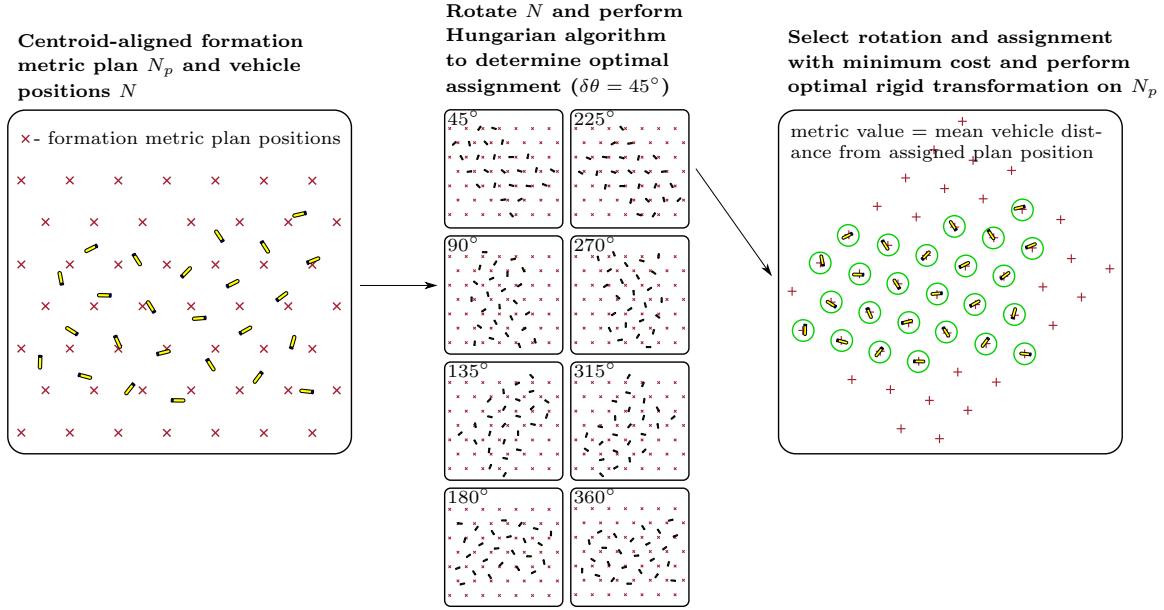 Centroid-aligned formation
metric plan N_p and vehicle
positions N
× - formation metric plan positions
Rotate N and perform
Hungarian algorithm
to determine optimal
assignment (δθ = 45°)
45°
225°
90°
270°
135°
315°
180°
360°
Select rotation and assignment
with minimum cost and perform
optimal rigid transformation on N_p
metric value = mean vehicle dist-
ance from assigned plan position